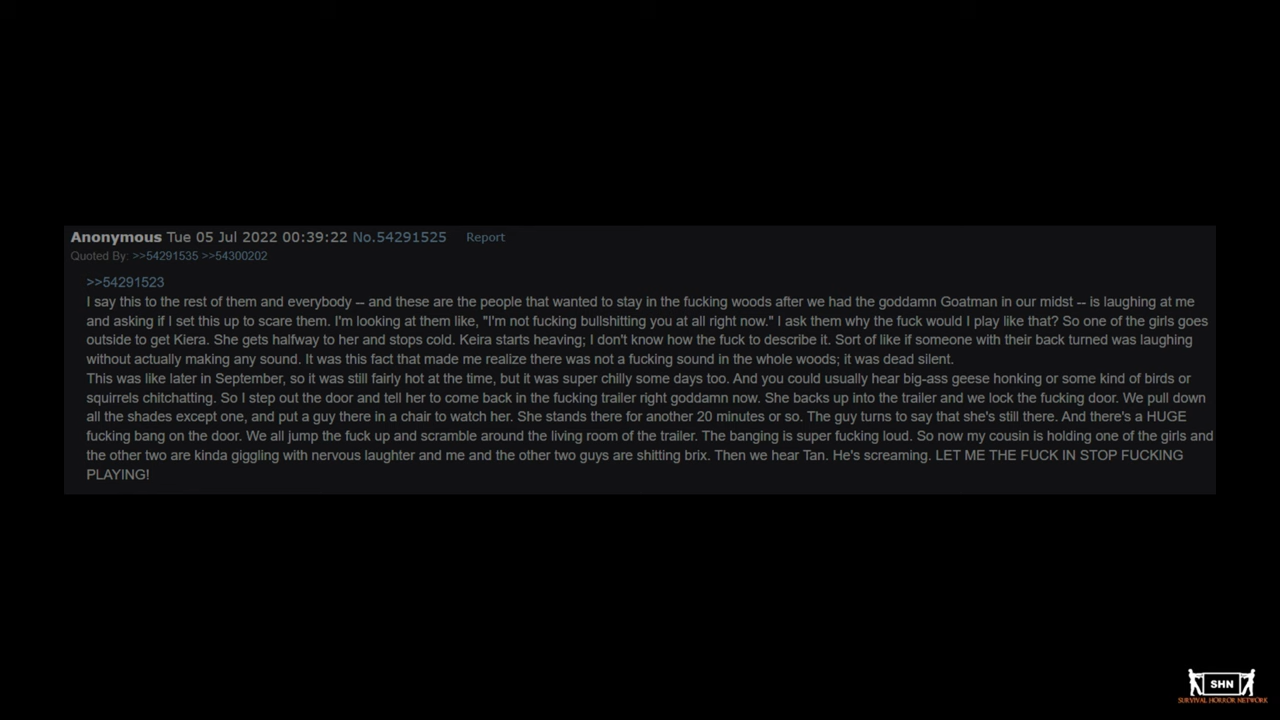 Anonymous Tue 05 Jul 2022 00:39:22 No.54291525 Report
Quoted By: >>54291535 >>54300202
>>54291523
I say this to the rest of them and everybody -- and these are the people that wanted to stay in the fucking woods after we had the goddamn Goatman in our midst -- is laughing at me
and asking if I set this up to scare them. I'm looking at them like, "I'm not fucking bullshitting you at all right now." I ask them why the fuck would I play like that? So one of the girls goes
outside to get Kiera. She gets halfway to her and stops cold. Keira starts heaving; I don't know how the fuck to describe it. Sort of like if someone with their back turned was laughing
without actually making any sound. It was this fact that made me realize there was not a fucking sound in the whole woods; it was dead silent.
This was like later in September, so it was still fairly hot at the time, but it was super chilly some days too. And you could usually hear big-ass geese honking or some kind of birds or
squirrels chitchatting. So I step out the door and tell her to come back in the fucking trailer right goddamn now. She backs up into the trailer and we lock the fucking door. We pull down
all the shades except one, and put a guy there in a chair to watch her. She stands there for another 20 minutes or so. The guy turns to say that she's still there. And there's a HUGE
fucking bang on the door. We all jump the fuck up and scramble around the living room of the trailer. The banging is super fucking loud. So now my cousin is holding one of the girls and
the other two are kinda giggling with nervous laughter and me and the other two guys are shitting brix. Then we hear Tan. He's screaming. LET ME THE FUCK IN STOP FUCKING
PLAYING!
SHN
SURVIVAL HORROR NETWORK